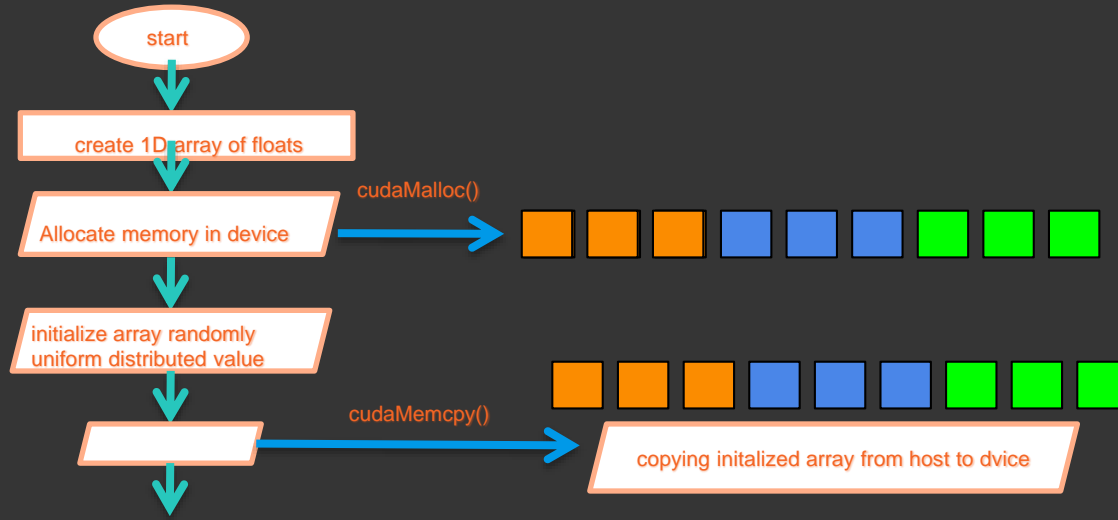 start
create 1D array of floats
cudaMalloc()
Allocate memory in device
initialize array randomly
uniform distributed value
cudaMemcpy()
copying initalized array from host to dvice